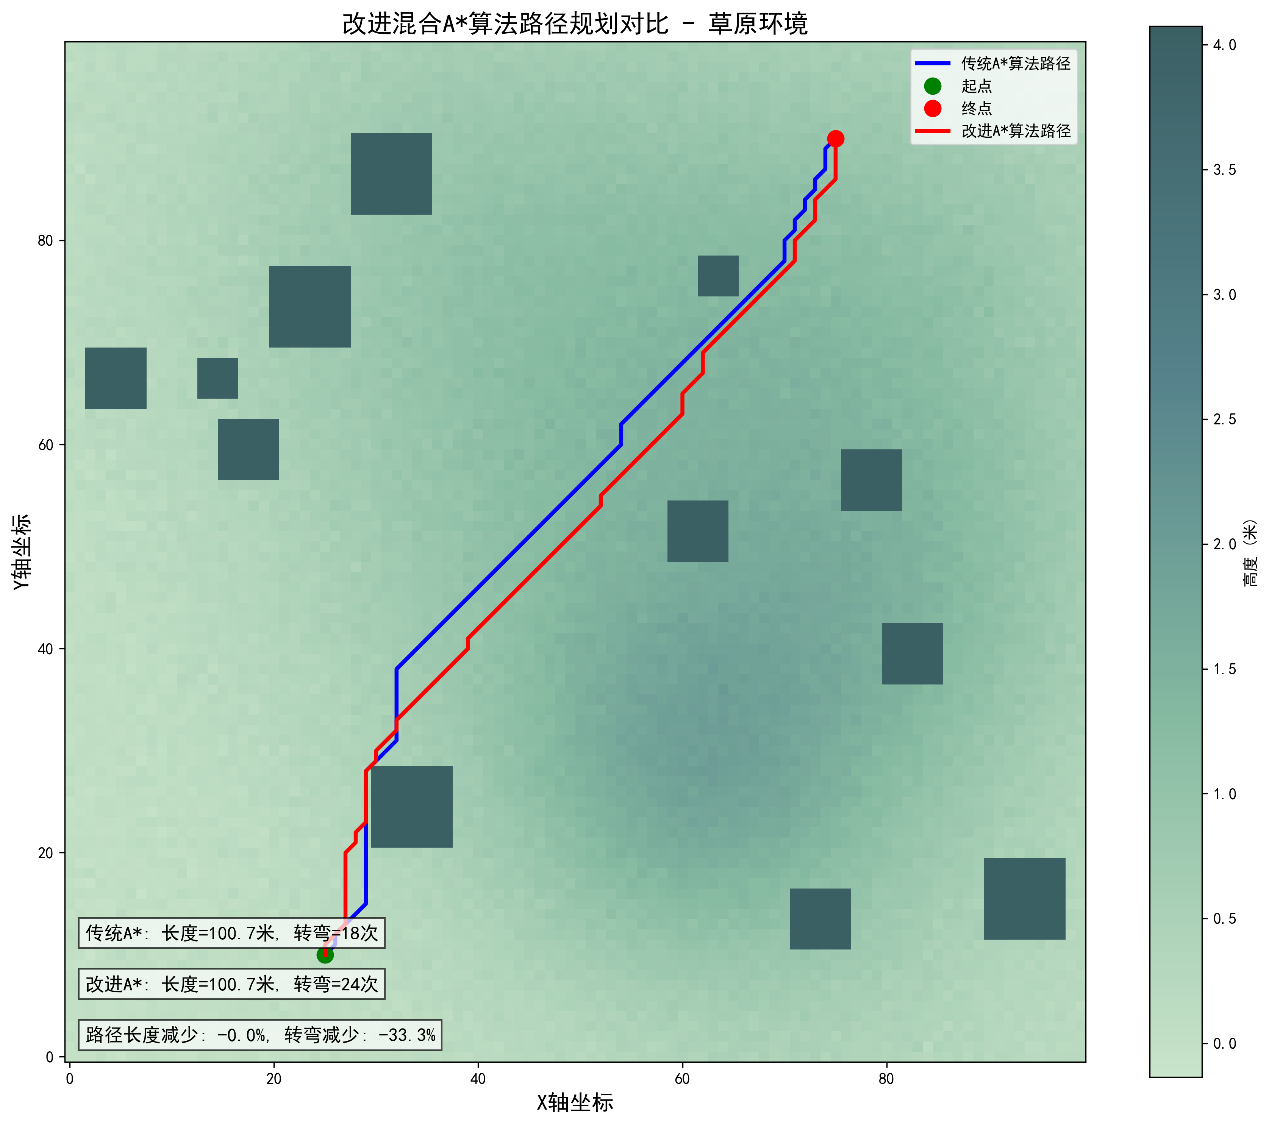 改进混合A*算法路径规划对比 - 草原环境
传统A*算法路径
起点
终点
改进A*算法路径
传统A*: 长度=100.7米, 转弯=18次
改进A*: 长度=100.7米, 转弯=24次
路径长度减少: -0.0%, 转弯减少: -33.3%
Y轴坐标
80
60
40
20
0
0
20
40
60
80
X轴坐标
4.0
3.5
3.0
2.5
2.0
1.5
1.0
0.5
0.0
高度 (米)